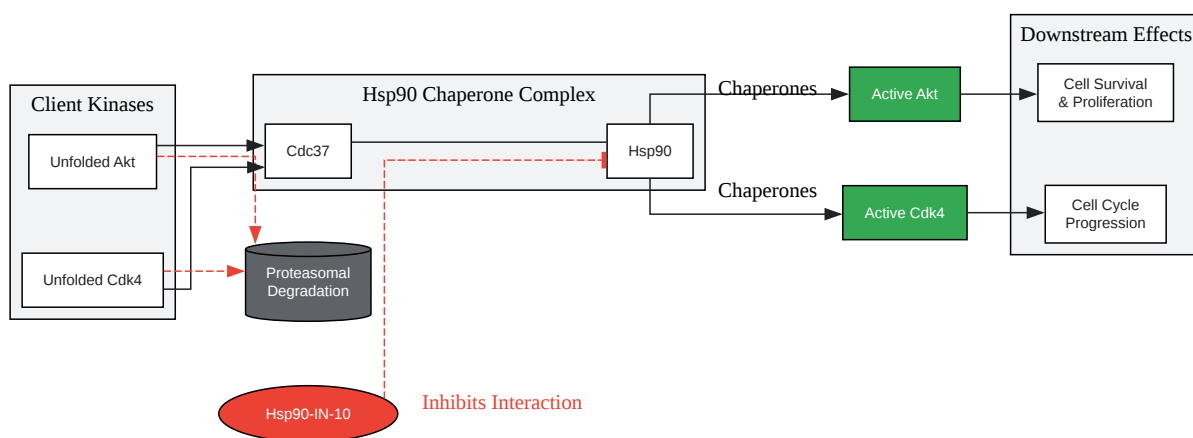 Client Kinases
Unfolded Akt
Unfolded Cdk4
Hsp90 Chaperone Complex
Cdc37
Hsp90
Proteasomal
Degradation
Hsp90-IN-10
Inhibits Interaction
Chaperones
Chaperones
Active Akt
Active Cdk4
Downstream Effects
Cell Survival
& Proliferation
Cell Cycle
Progression